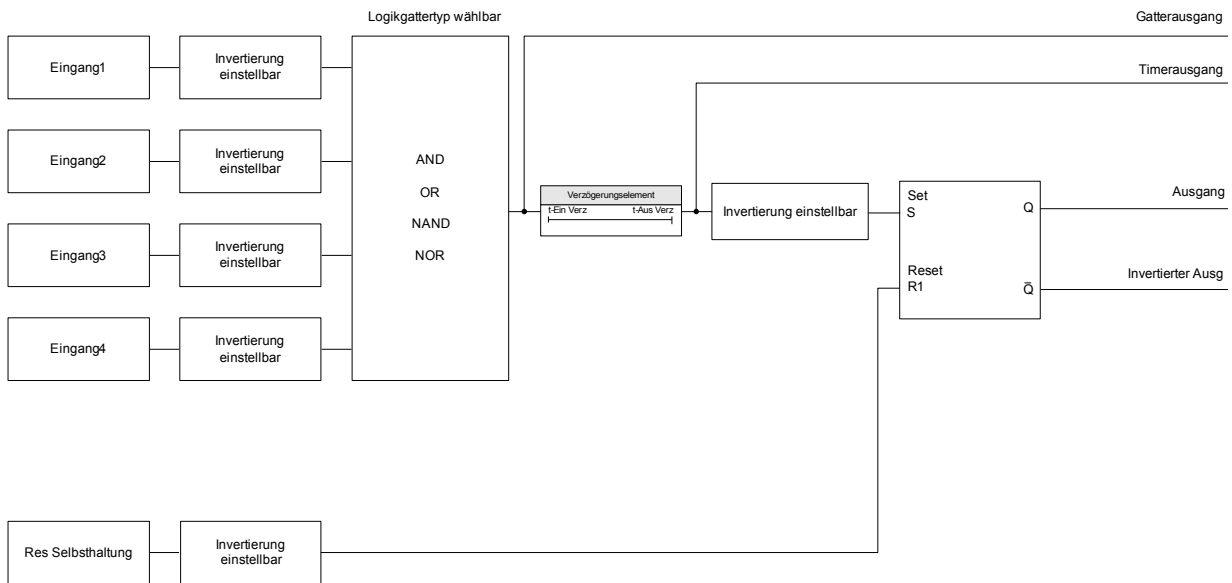 Logikgattertyp wählbar
Gatterausgang
Eingang1
Invertierung
einstellbar
Timerausgang
Eingang2
Invertierung
einstellbar
AND
OR
NAND
NOR
Verzögerungselement
t-Ein Verz
t-Aus Verz
Invertierung einstellbar
Set
S
Q
Ausgang
Reset
R1
Q̅
Invertierter Ausg
Eingang3
Invertierung
einstellbar
Eingang4
Invertierung
einstellbar
Res Selbsthaltung
Invertierung
einstellbar